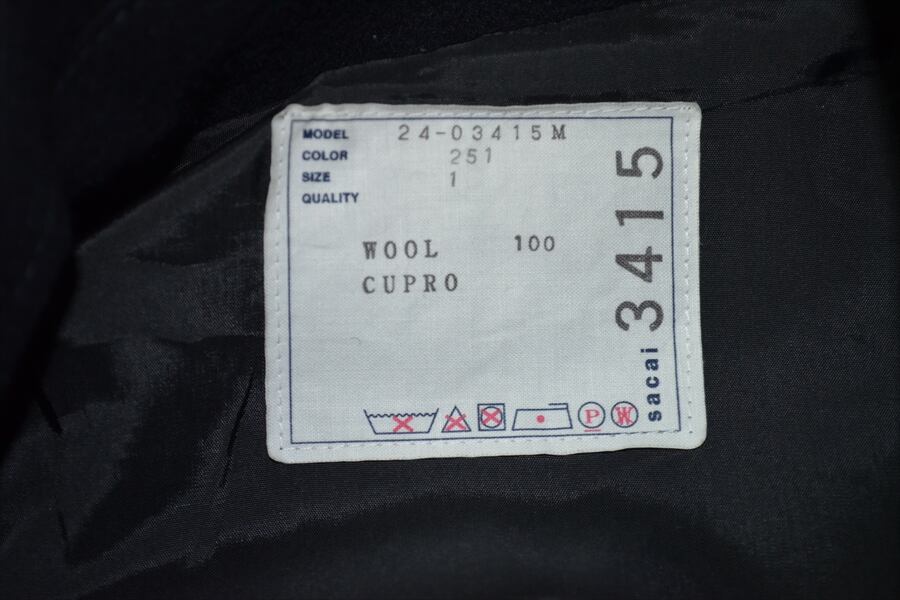 MODEL 24-03415M
COLOR 251
SIZE 1
QUALITY
WOOL 100
CUPRO
P W
sacai 3415